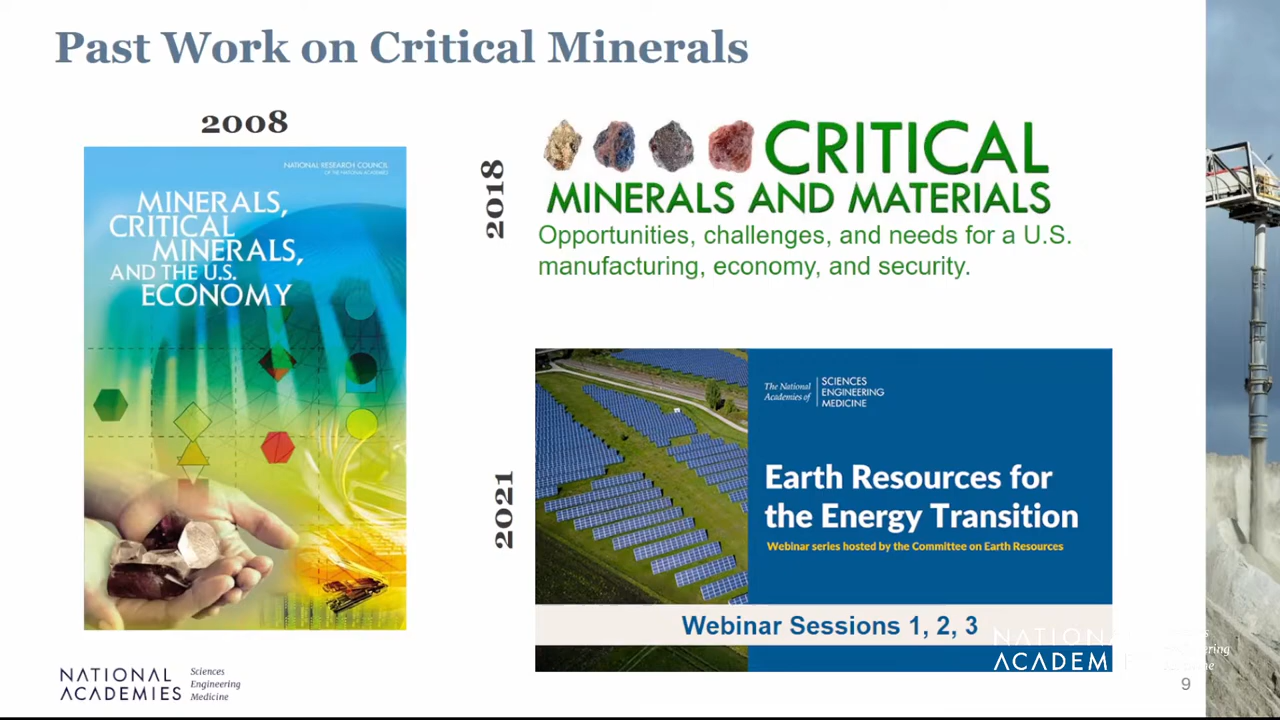 Past Work on Critical Minerals
2008
NATIONAL RESEARCH COUNCIL
OF THE NATIONAL ACADEMIES
MINERALS,
CRITICAL
MINERALS,
AND THE U.S.
ECONOMY
2018
CRITICAL
MINERALS AND MATERIALS
Opportunities, challenges, and needs for a U.S.
manufacturing, economy, and security.
2021
The National
Academies of
SCIENCES
ENGINEERING
MEDICINE
Earth Resources for
the Energy Transition
Webinar series hosted by the Committee on Earth Resources
Webinar Sessions 1, 2, 3
NATIONAL
ACADEMIES
Sciences
Engineering
Medicine
NATIONAL
ACADEM
Engineering
Medicine
9